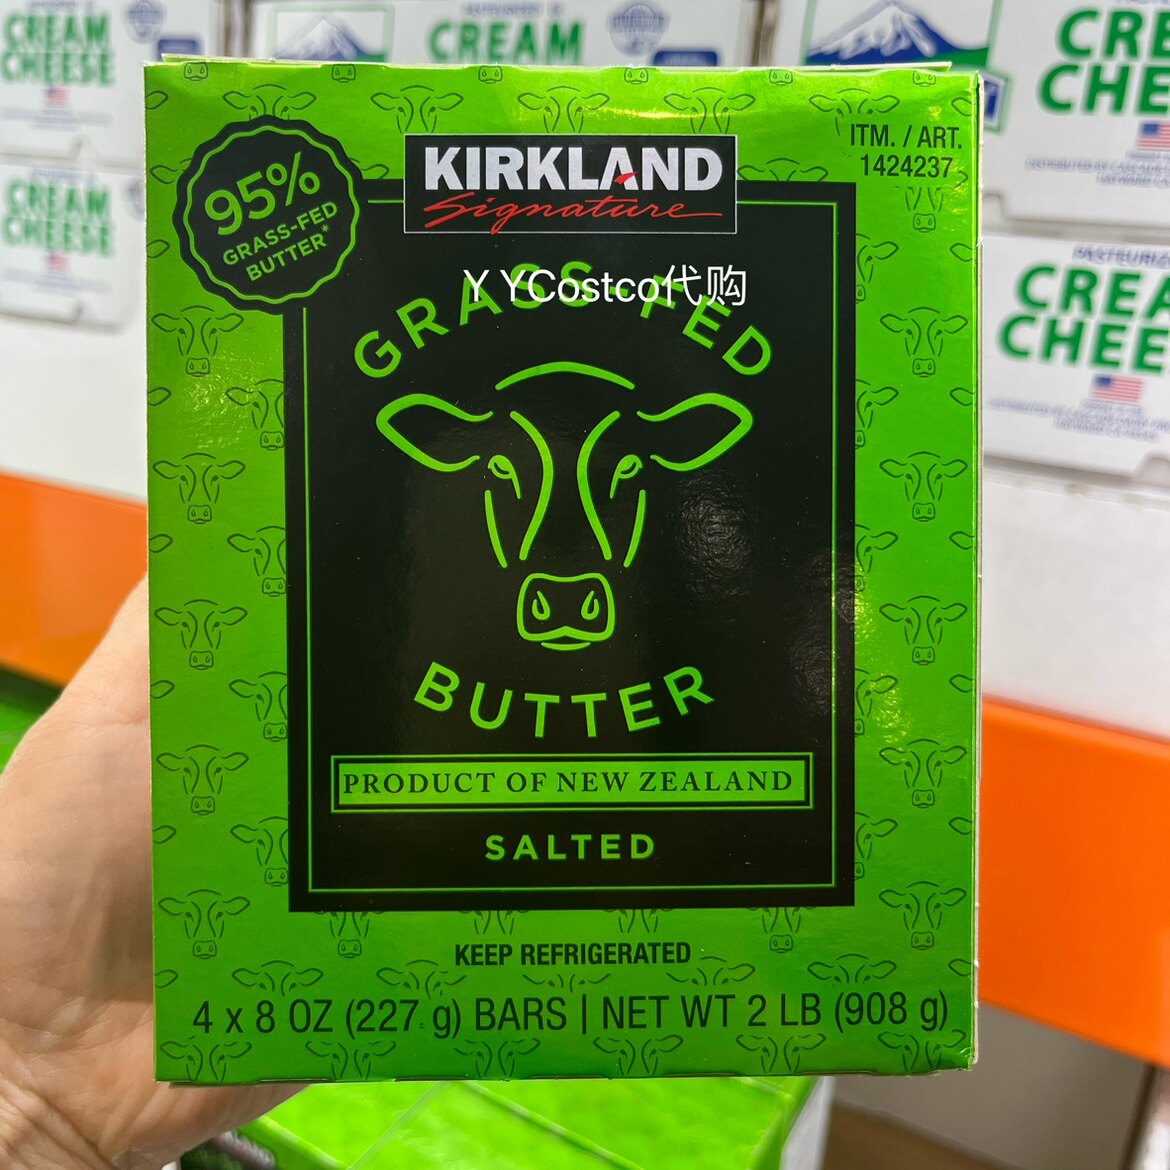 CREAM
CHEESE
CREAM
CREAM
CHEESE
CREAM
CHEESE
ITM. / ART.
1424237
95%
GRASS-FED
BUTTER*
KIRKLAND
Signature
Y YCostco代购
GRASS-FED
BUTTER
PRODUCT OF NEW ZEALAND
SALTED
KEEP REFRIGERATED
4 x 8 OZ (227 g) BARS | NET WT 2 LB (908 g)